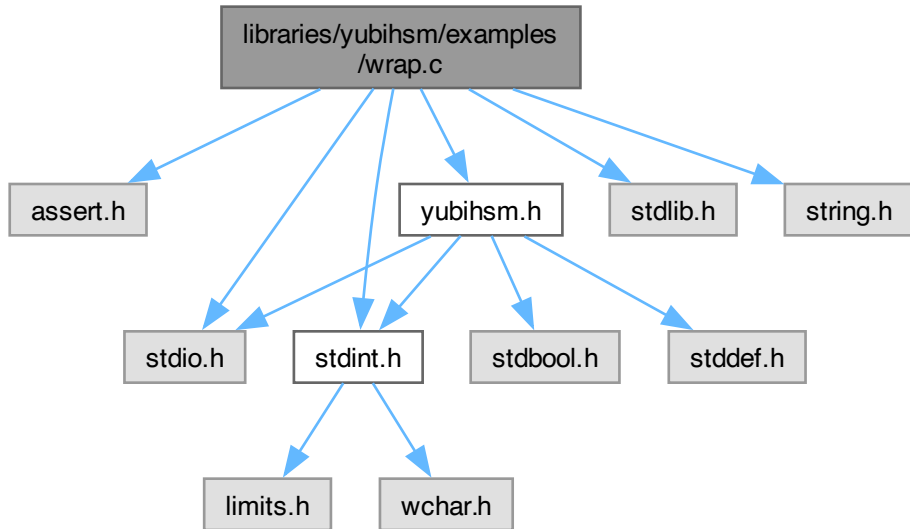 libraries/yubihsm/examples
/wrap.c
assert.h
yubihsm.h
stdlib.h
string.h
stdio.h
stdint.h
stdbool.h
stddef.h
limits.h
wchar.h